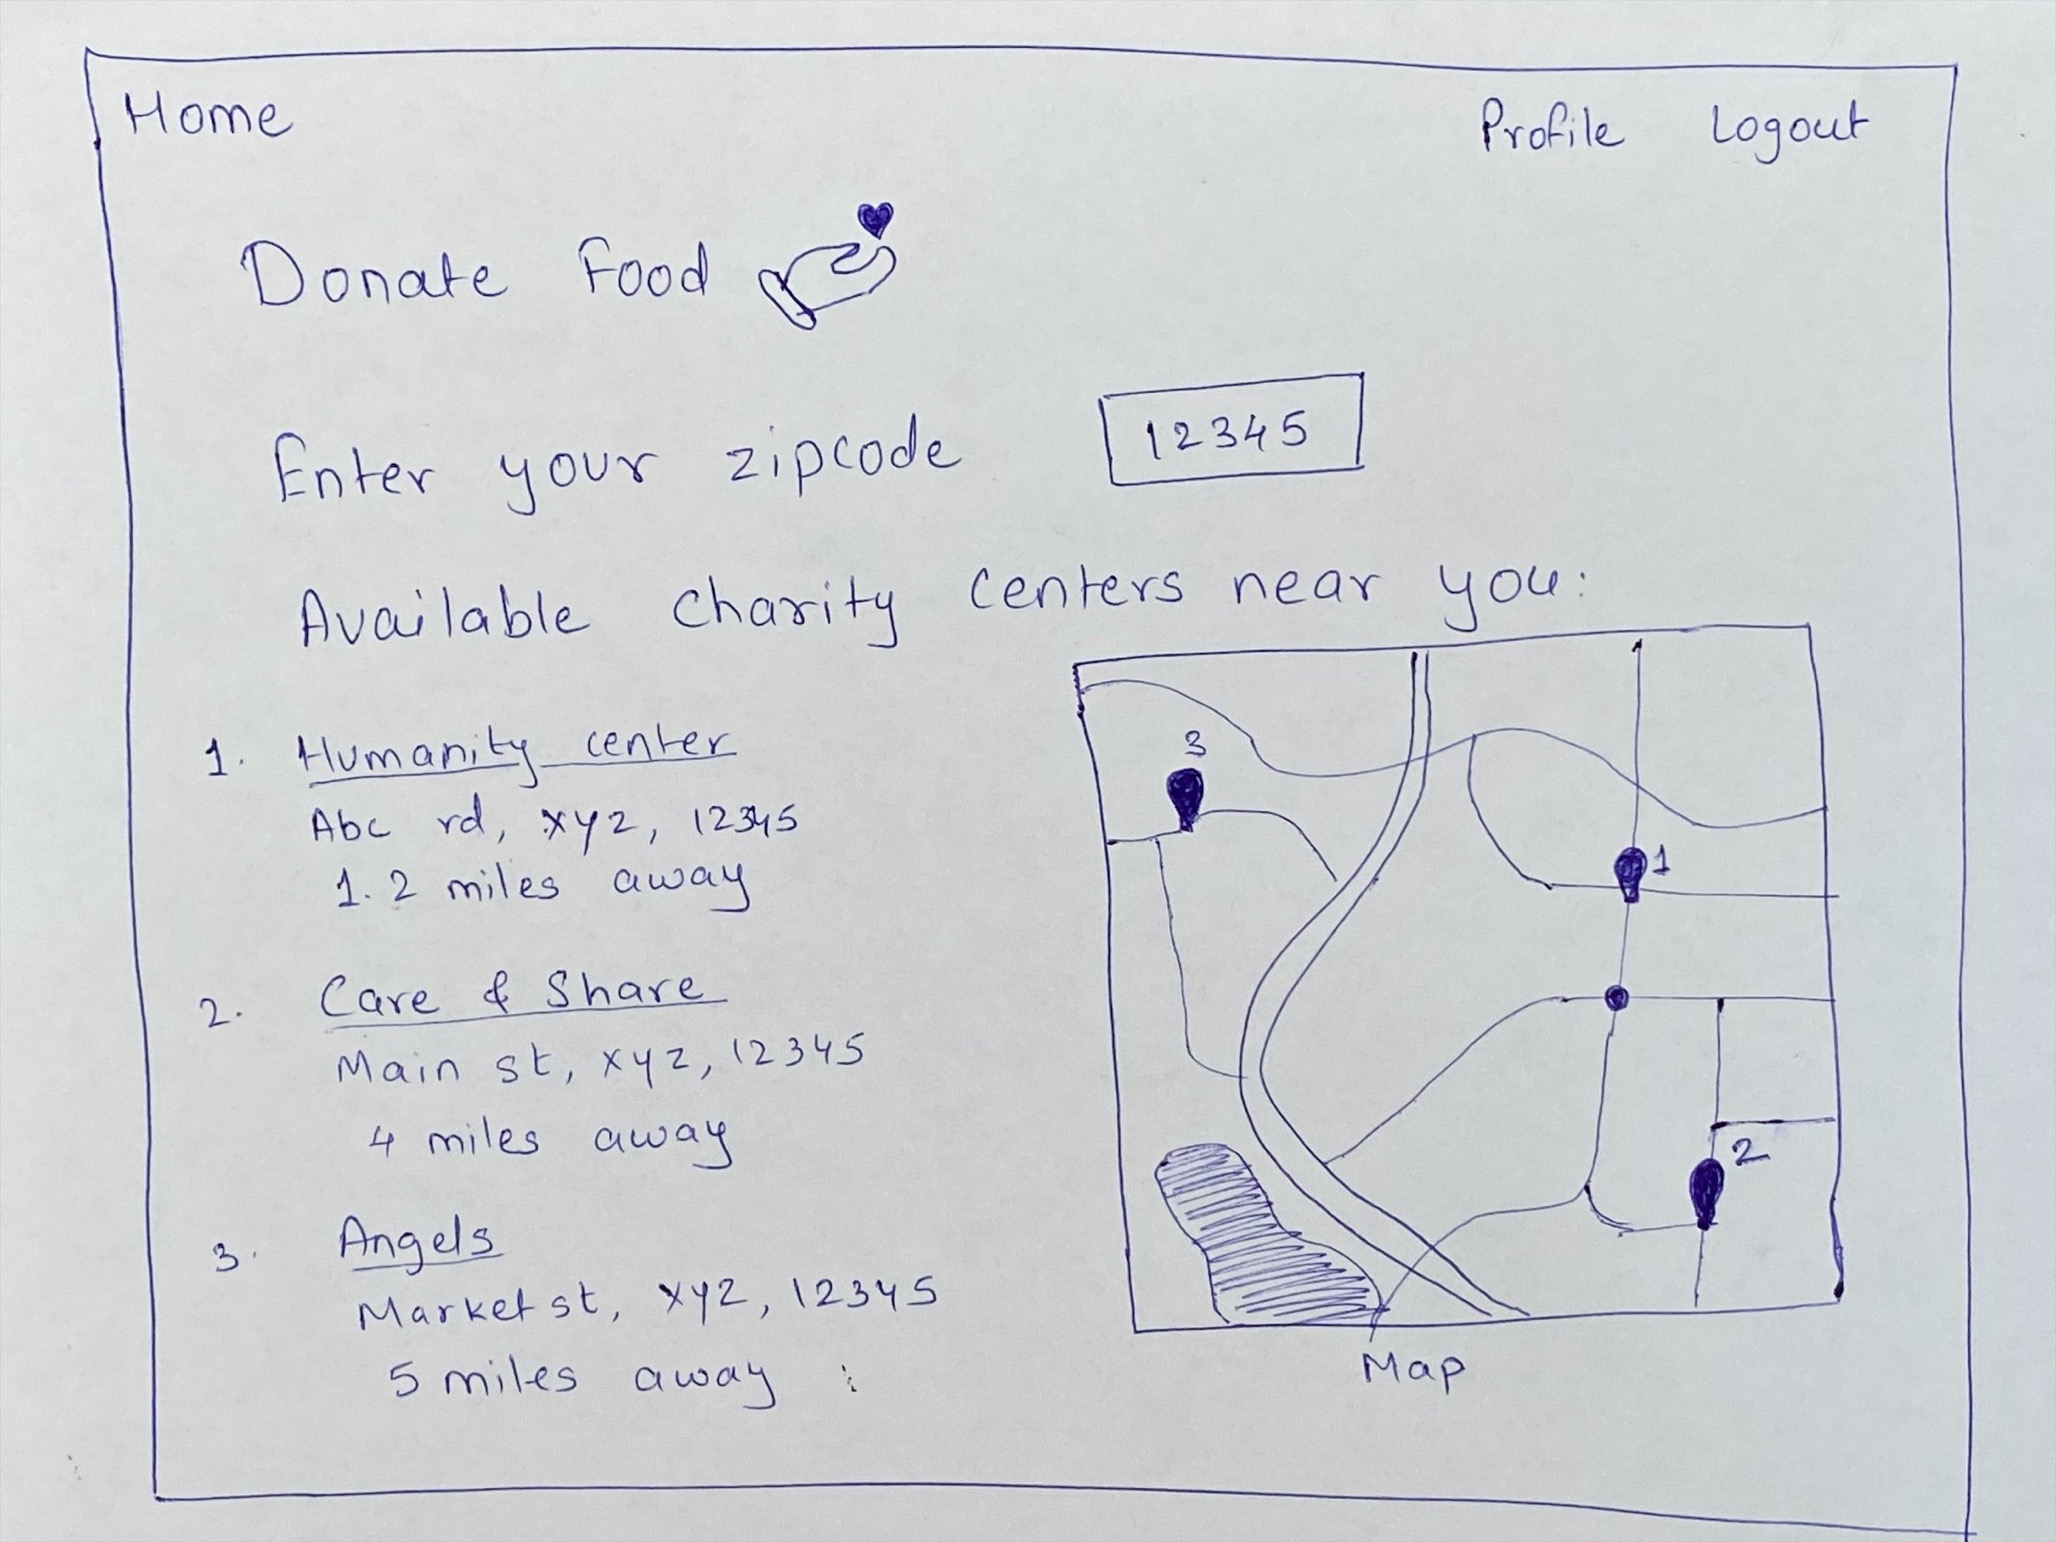 Home
Profile Logout
Donate Food
Enter your zipcode
12345
Available Charity Centers near you:
1. Humanity center
Abc rd, xyz, 12345
1.2 miles away
2. Care & Share
Main st, xyz, 12345
4 miles away
3. Angels
Market st, xyz, 12345
5 miles away
3
1
2
Map